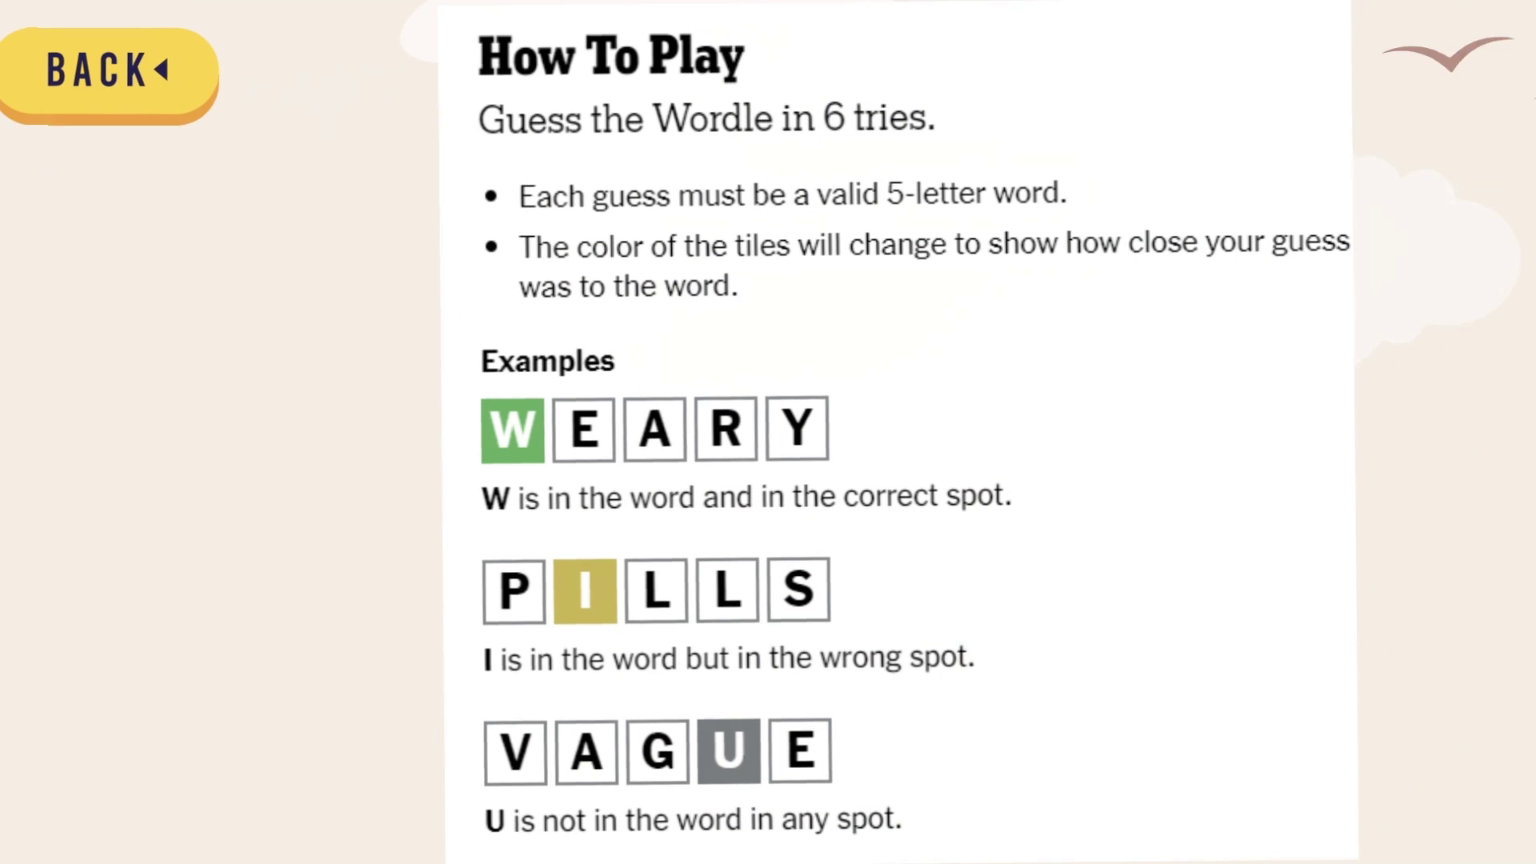 BACK
How To Play
Guess the Wordle in 6 tries.
• Each guess must be a valid 5-letter word.
• The color of the tiles will change to show how close your guess
was to the word.
Examples
W E A R Y
W is in the word and in the correct spot.
P I L L S
I is in the word but in the wrong spot.
V A G U E
U is not in the word in any spot.